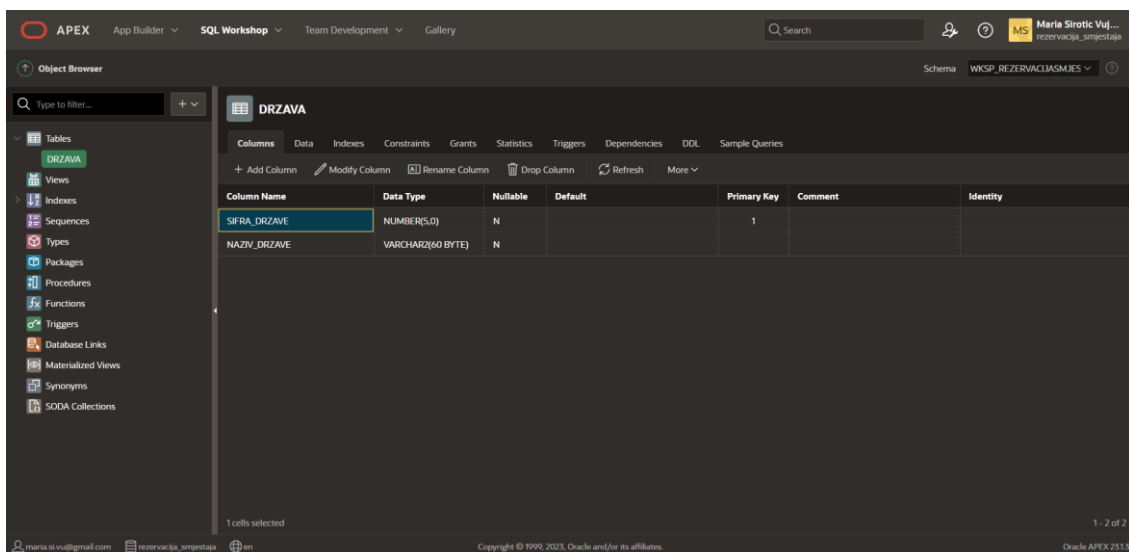 APEX App Builder SQL Workshop Team Development Gallery Search MS Maria Sirotic Vuj...
rezervacija_smjestaja
Object Browser Schema WKSP_REZERVACIJASMJES
Type to filter...
DRZAVA
Tables
DRZAVA
Views
Indexes
Sequences
Types
Packages
Procedures
Functions
Triggers
Database Links
Materialized Views
Synonyms
SODA Collections
Columns Data Indexes Constraints Grants Statistics Triggers Dependencies DDL Sample Queries
Add Column Modify Column Rename Column Drop Column Refresh More
Column Name Data Type Nullable Default Primary Key Comment Identity
SIFRA_DRZAVE NUMBER(5,0) N 1
NAZIV_DRZAVE VARCHAR2(60 BYTE) N
1 cells selected 1 - 2 of 2
maria.si.vu@gmail.com rezervacija_smjestaja en Copyright © 1999, 2023, Oracle and/or its affiliates. Oracle APEX 23.1.3